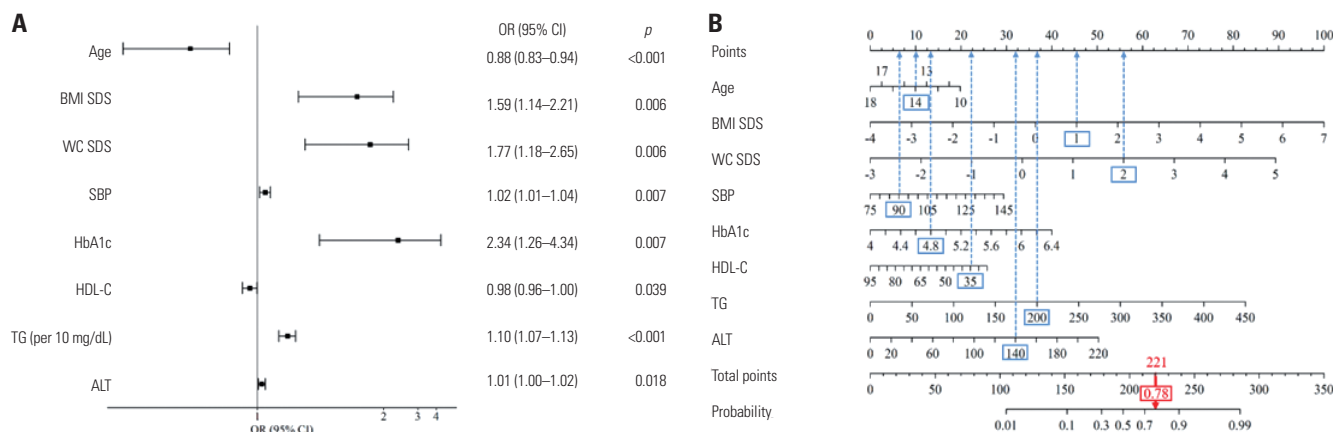 A
OR (95% CI) p
Age 0.88 (0.83–0.94) <0.001
BMI SDS 1.59 (1.14–2.21) 0.006
WC SDS 1.77 (1.18–2.65) 0.006
SBP 1.02 (1.01–1.04) 0.007
HbA1c 2.34 (1.26–4.34) 0.007
HDL-C 0.98 (0.96–1.00) 0.039
TG (per 10 mg/dL) 1.10 (1.07–1.13) <0.001
ALT 1.01 (1.00–1.02) 0.018
1 2 3 4
OR (95% CI)
B
0 10 20 30 40 50 60 70 80 90 100
Points
17 13
Age
18 14 10
BMI SDS
-4 -3 -2 -1 0 1 2 3 4 5 6 7
WC SDS
-3 -2 -1 0 1 2 3 4 5
SBP
75 90 105 125 145
HbA1c
4 4.4 4.8 5.2 5.6 6 6.4
HDL-C
95 80 65 50 35
TG
0 50 100 150 200 250 300 350 400 450
ALT
0 20 60 100 140 180 220
Total points
221
0 50 100 150 200 250 300 350
0.78
Probability
0.01 0.1 0.3 0.5 0.7 0.9 0.99